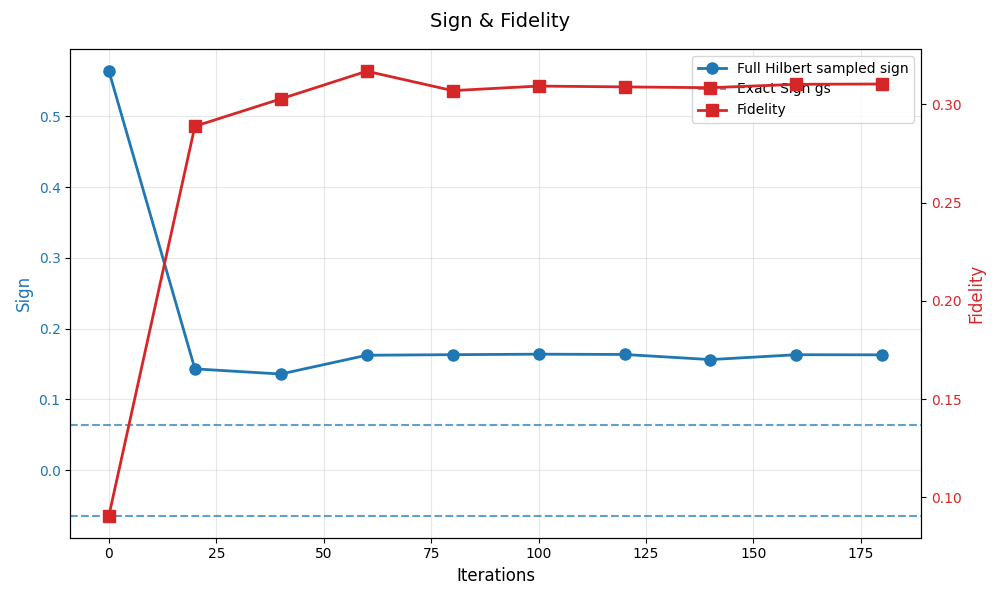 Sign & Fidelity
Full Hilbert sampled sign
Exact Sign gs
Fidelity
Sign
0.5
0.4
0.3
0.2
0.1
0.0
0.30
0.25
0.20
0.15
0.10
Fidelity
0 25 50 75 100 125 150 175
Iterations